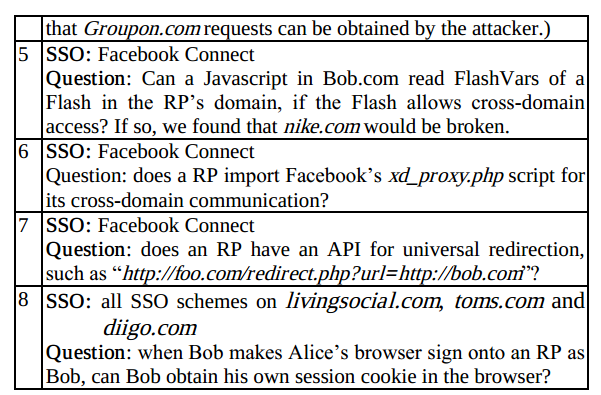 that Groupon.com requests can be obtained by the attacker.)
5 SSO: Facebook Connect
Question: Can a Javascript in Bob.com read FlashVars of a
Flash in the RP’s domain, if the Flash allows cross-domain
access? If so, we found that nike.com would be broken.
6 SSO: Facebook Connect
Question: does a RP import Facebook’s xd_proxy.php script for
its cross-domain communication?
7 SSO: Facebook Connect
Question: does an RP have an API for universal redirection,
such as “http://foo.com/redirect.php?url=http://bob.com”?
8 SSO: all SSO schemes on livingsocial.com, toms.com and
diigo.com
Question: when Bob makes Alice’s browser sign onto an RP as
Bob, can Bob obtain his own session cookie in the browser?